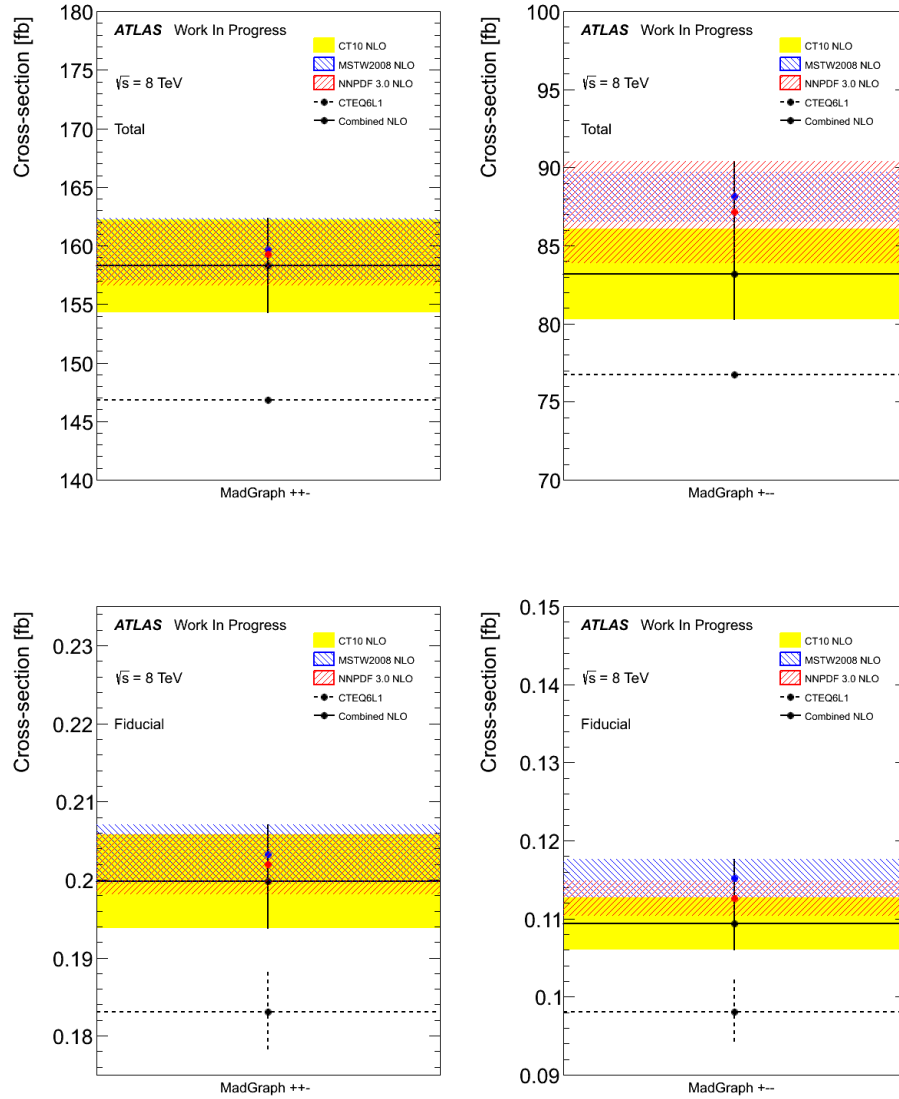 Cross-section [fb]
180
175
170
165
160
155
150
145
140
ATLAS Work In Progress
√s = 8 TeV
Total
CT10 NLO
MSTW2008 NLO
NNPDF 3.0 NLO
CTEQ6L1
Combined NLO
MadGraph ++-
Cross-section [fb]
100
95
90
85
80
75
70
ATLAS Work In Progress
√s = 8 TeV
Total
CT10 NLO
MSTW2008 NLO
NNPDF 3.0 NLO
CTEQ6L1
Combined NLO
MadGraph +--
Cross-section [fb]
0.23
0.22
0.21
0.2
0.19
0.18
ATLAS Work In Progress
√s = 8 TeV
Fiducial
CT10 NLO
MSTW2008 NLO
NNPDF 3.0 NLO
CTEQ6L1
Combined NLO
MadGraph ++-
Cross-section [fb]
0.15
0.14
0.13
0.12
0.11
0.1
0.09
ATLAS Work In Progress
√s = 8 TeV
Fiducial
CT10 NLO
MSTW2008 NLO
NNPDF 3.0 NLO
CTEQ6L1
Combined NLO
MadGraph +--